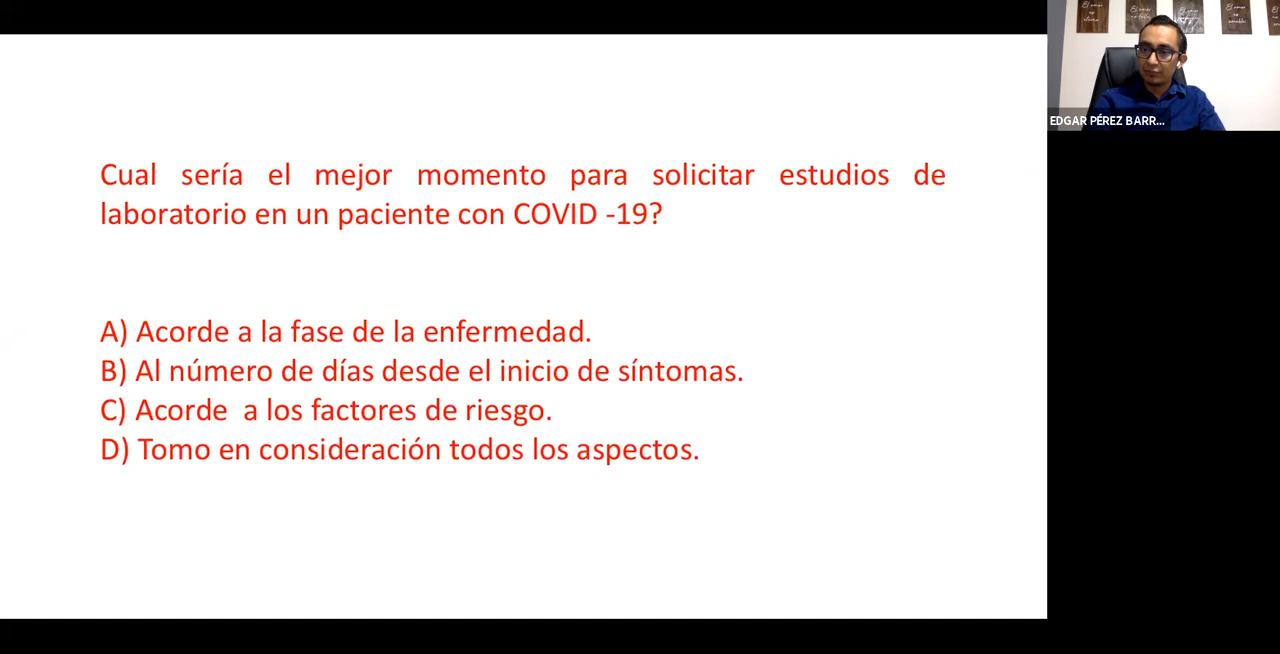 Cual sería el mejor momento para solicitar estudios de
laboratorio en un paciente con COVID -19?
A) Acorde a la fase de la enfermedad.
B) Al número de días desde el inicio de síntomas.
C) Acorde  a los factores de riesgo.
D) Tomo en consideración todos los aspectos.
EDGAR PÉREZ BARR...